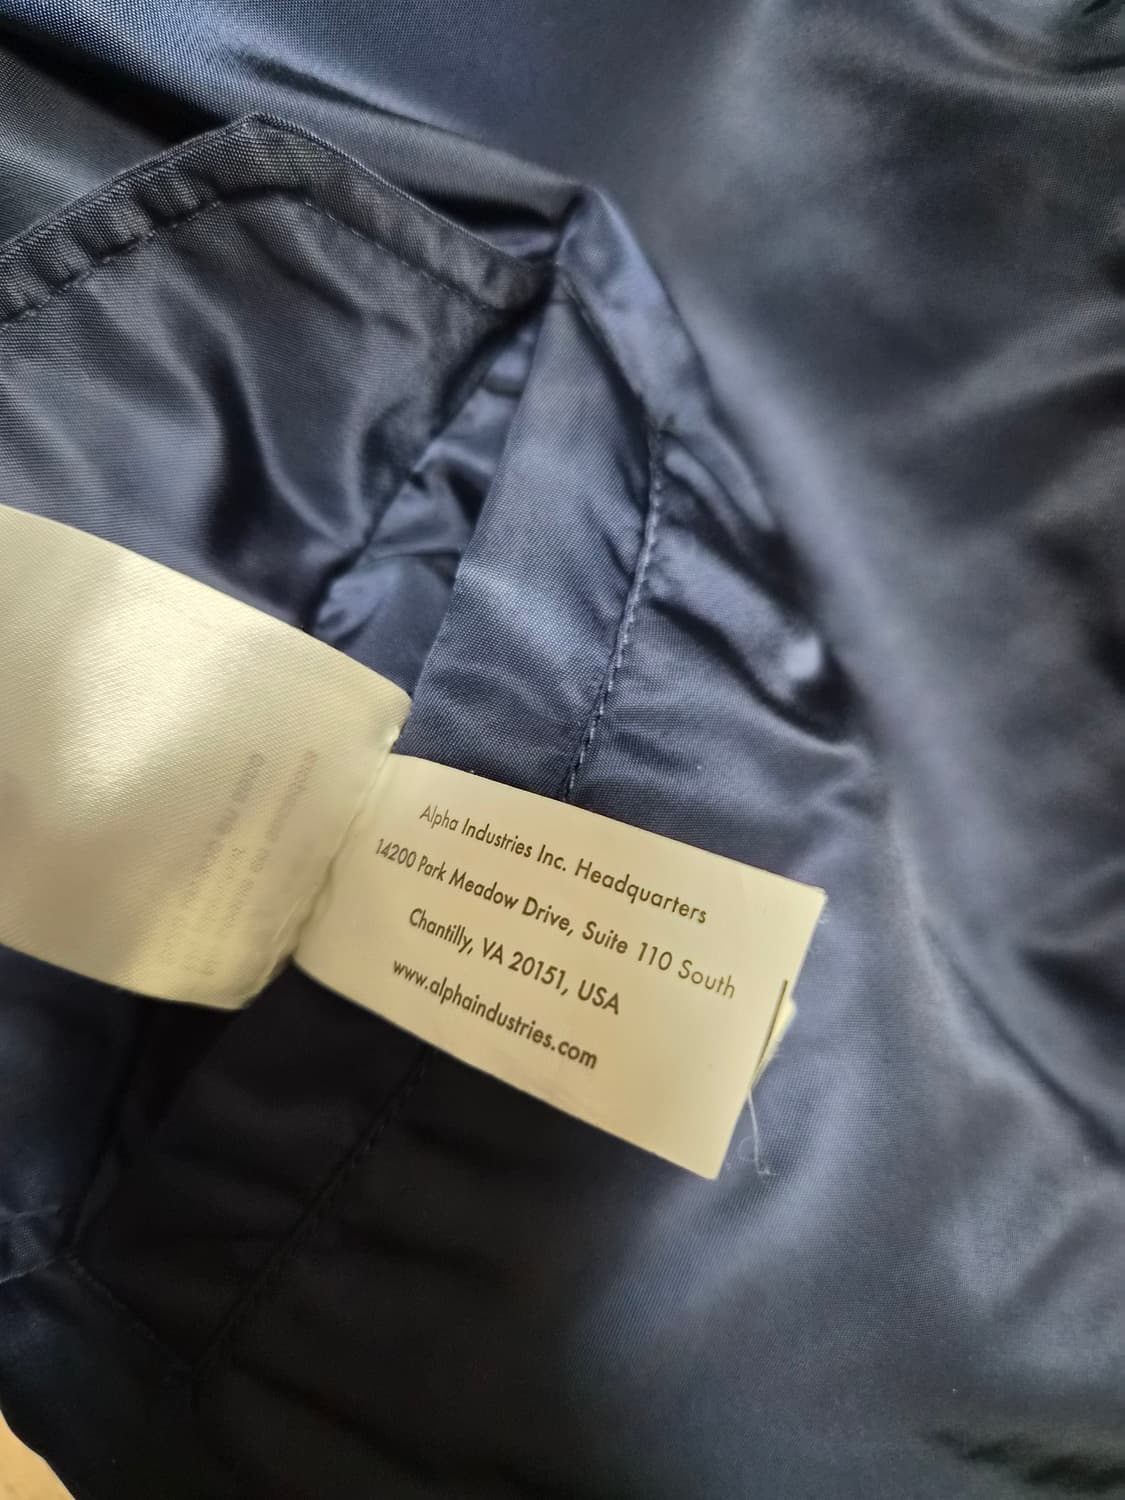 Alpha Industries Inc. Headquarters
14200 Park Meadow Drive, Suite 110 South
Chantilly, VA 20151, USA
www.alphaindustries.com